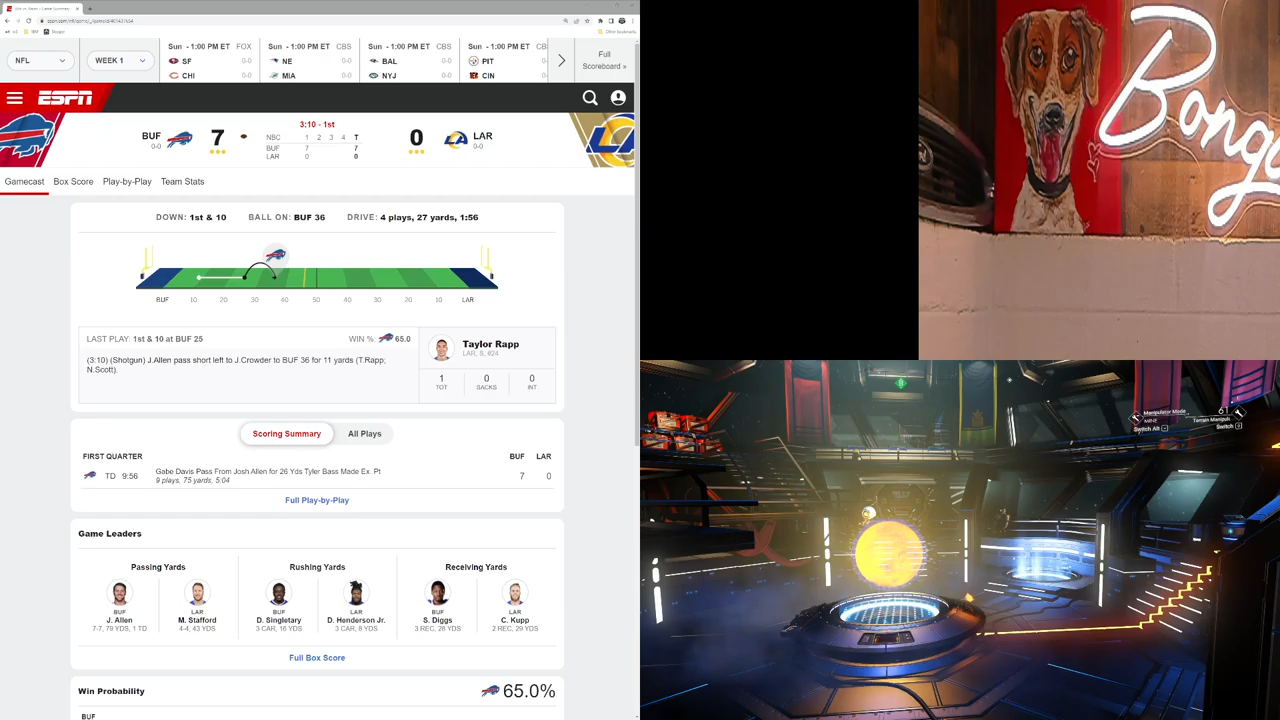 NFL
WEEK 1
Sun - 1:00 PM ET FOX
SF 0-0
CHI 0-0
Sun - 1:00 PM ET CBS
NE 0-0
MIA 0-0
Sun - 1:00 PM ET CBS
BAL 0-0
NYJ 0-0
Sun - 1:00 PM ET
PIT
CIN
Full
Scoreboard »
ESPN
BUF 7
0-0
3:10 - 1st
NBC 1 2 3 4 T
BUF 7 7
LAR 0 0
0 LAR
0-0
Gamecast Box Score Play-by-Play Team Stats
DOWN: 1st & 10 BALL ON: BUF 36 DRIVE: 4 plays, 27 yards, 1:56
BUF 10 20 30 40 50 40 30 20 10 LAR
LAST PLAY: 1st & 10 at BUF 25 WIN %: 65.0
(3:10) (Shotgun) J.Allen pass short left to J.Crowder to BUF 36 for 11 yards (T.Rapp;
N.Scott).
Taylor Rapp
LAR, S, #24
1 0 0
TOT SACKS INT
Scoring Summary All Plays
FIRST QUARTER BUF LAR
TD 9:56 Gabe Davis Pass From Josh Allen for 26 Yds Tyler Bass Made Ex. Pt 7 0
9 plays, 75 yards, 5:04
Full Play-by-Play
Game Leaders
Passing Yards Rushing Yards Receiving Yards
BUF LAR BUF LAR BUF LAR
J. Allen M. Stafford D. Singletary D. Henderson Jr. S. Diggs C. Kupp
7-7, 79 YDS, 1 TD 4-4, 43 YDS 3 CAR, 16 YDS 3 CAR, 8 YDS 3 REC, 26 YDS 2 REC, 29 YDS
Full Box Score
Win Probability 65.0%
BUF
Bong
Manipulator Mode
MINE
Switch Alt
61
Terrain Manipul
Switch